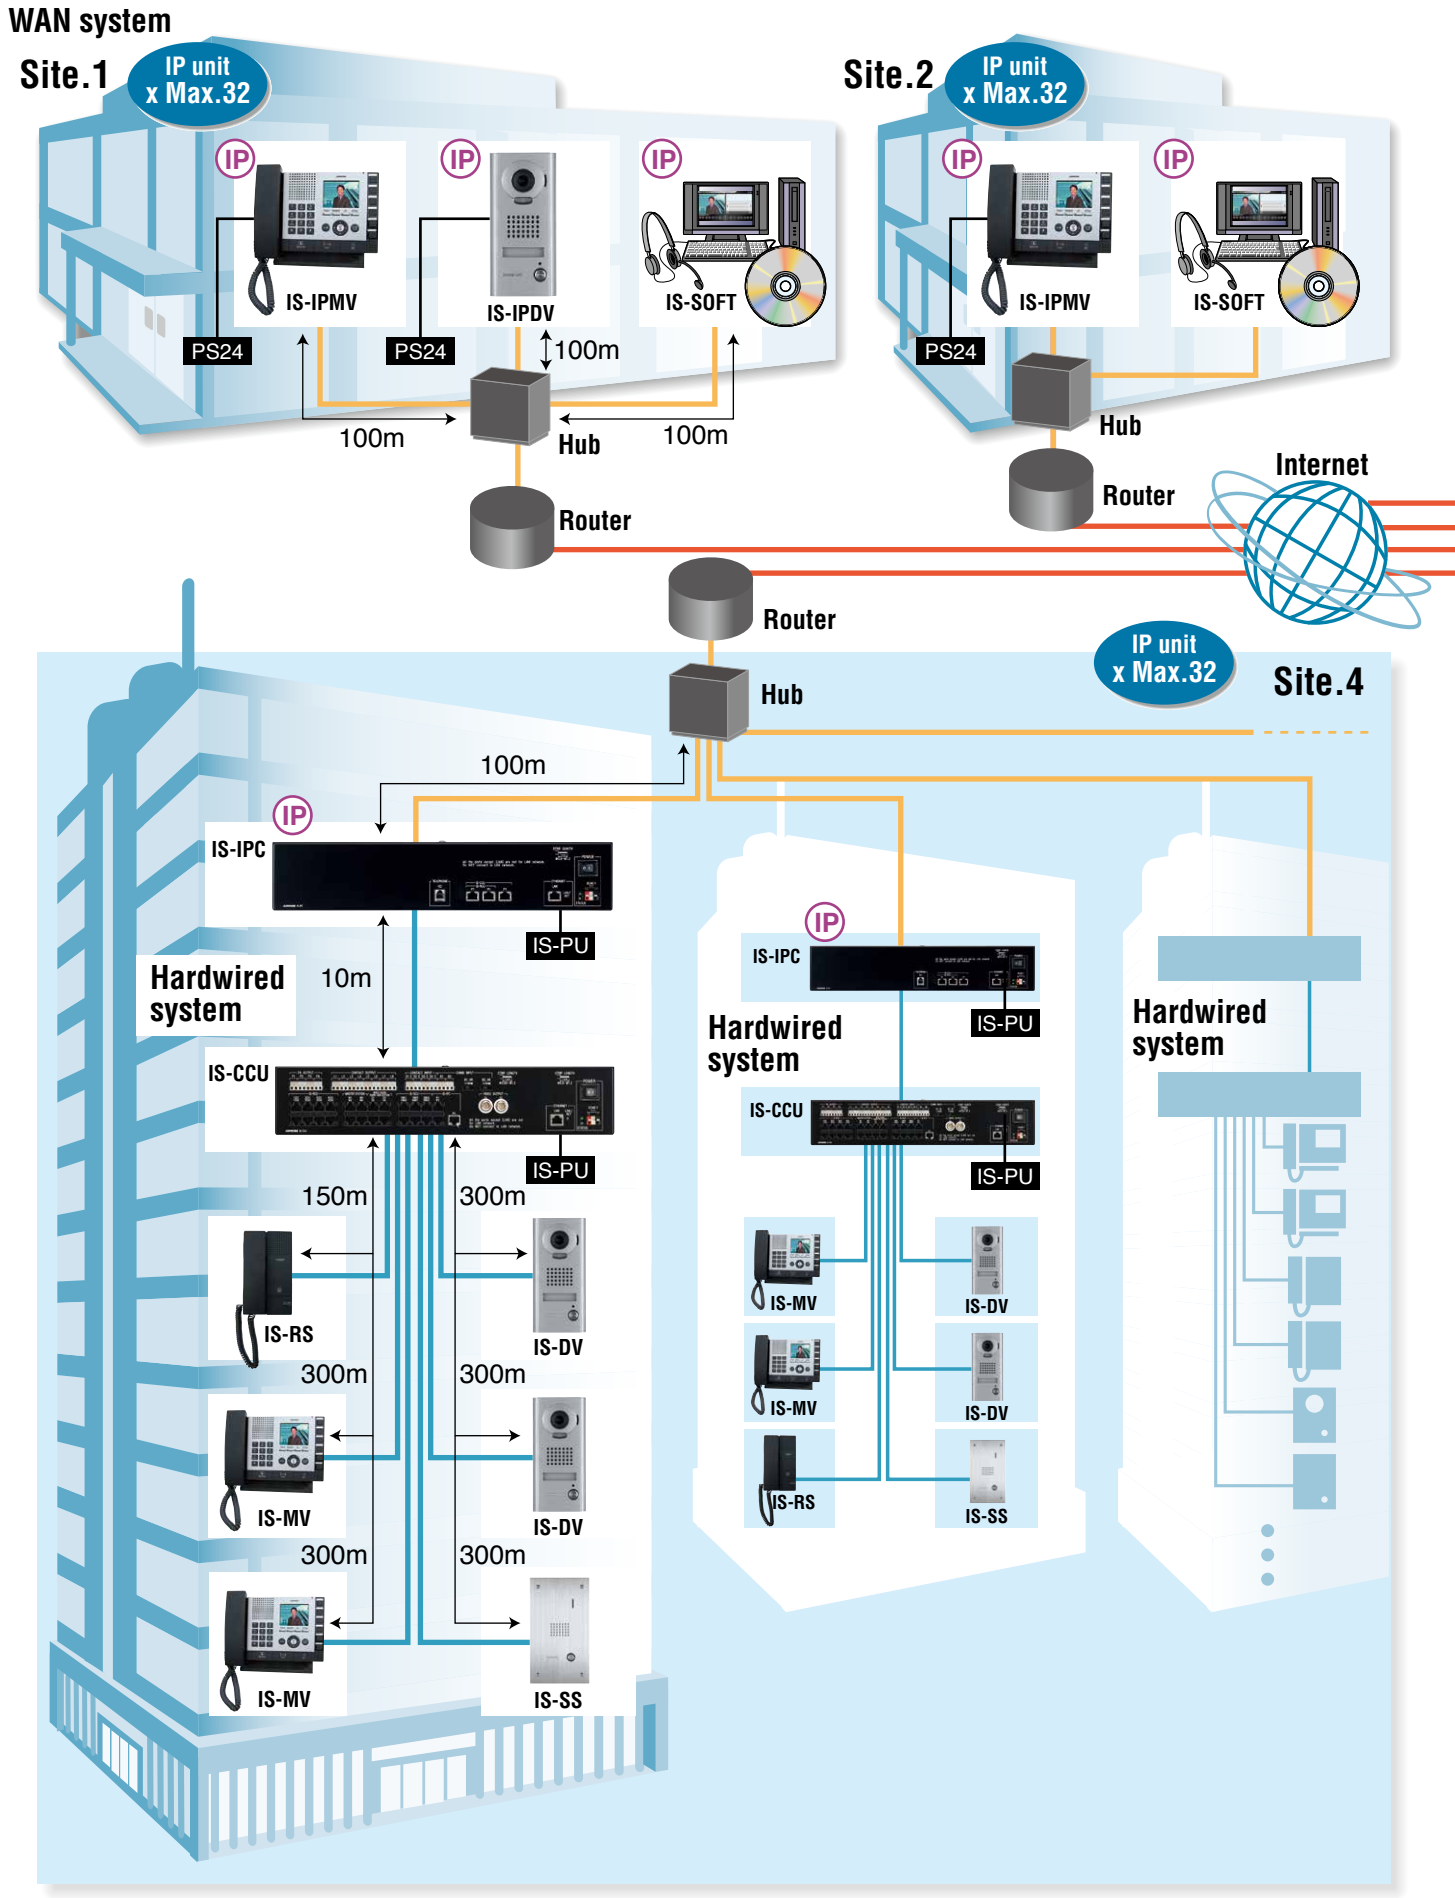 WAN system
Site.1
IP unit
x Max.32
IP
IP
IP
IS-IPMV
IS-IPDV
IS-SOFT
PS24
PS24
100m
100m
100m
Hub
Router
Site.2
IP unit
x Max.32
IP
IP
IS-IPMV
IS-SOFT
PS24
Hub
Router
Internet
Router
Hub
IP unit
x Max.32
Site.4
100m
IP
IS-IPC
IS-PU
Hardwired
system
10m
IS-CCU
IS-PU
150m
300m
IS-RS
IS-DV
300m
300m
IS-MV
IS-DV
300m
300m
IS-MV
IS-SS
IP
IS-IPC
IS-PU
Hardwired
system
IS-CCU
IS-PU
IS-MV
IS-DV
IS-MV
IS-DV
IS-RS
IS-SS
Hardwired
system